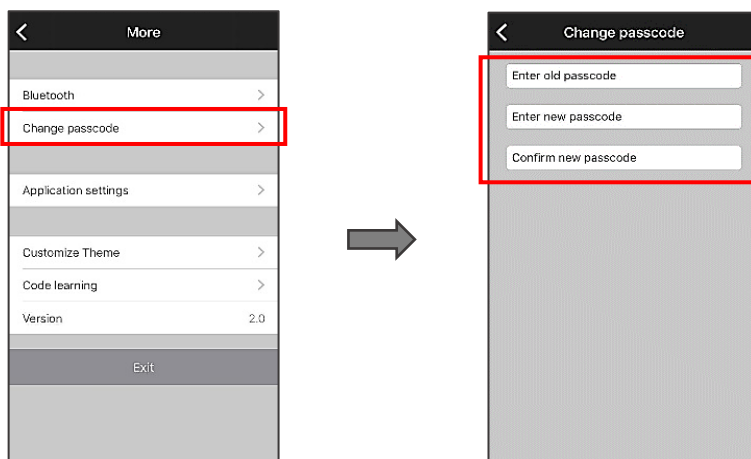 More
Bluetooth
Change passcode
Application settings
Customize Theme
Code learning
Version 2.0
Exit
Change passcode
Enter old passcode
Enter new passcode
Confirm new passcode